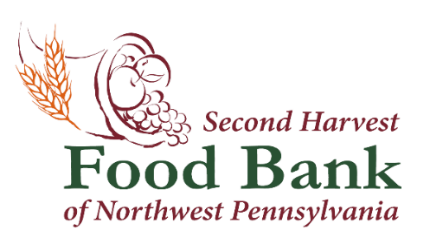 Second Harvest
Food Bank
of Northwest Pennsylvania